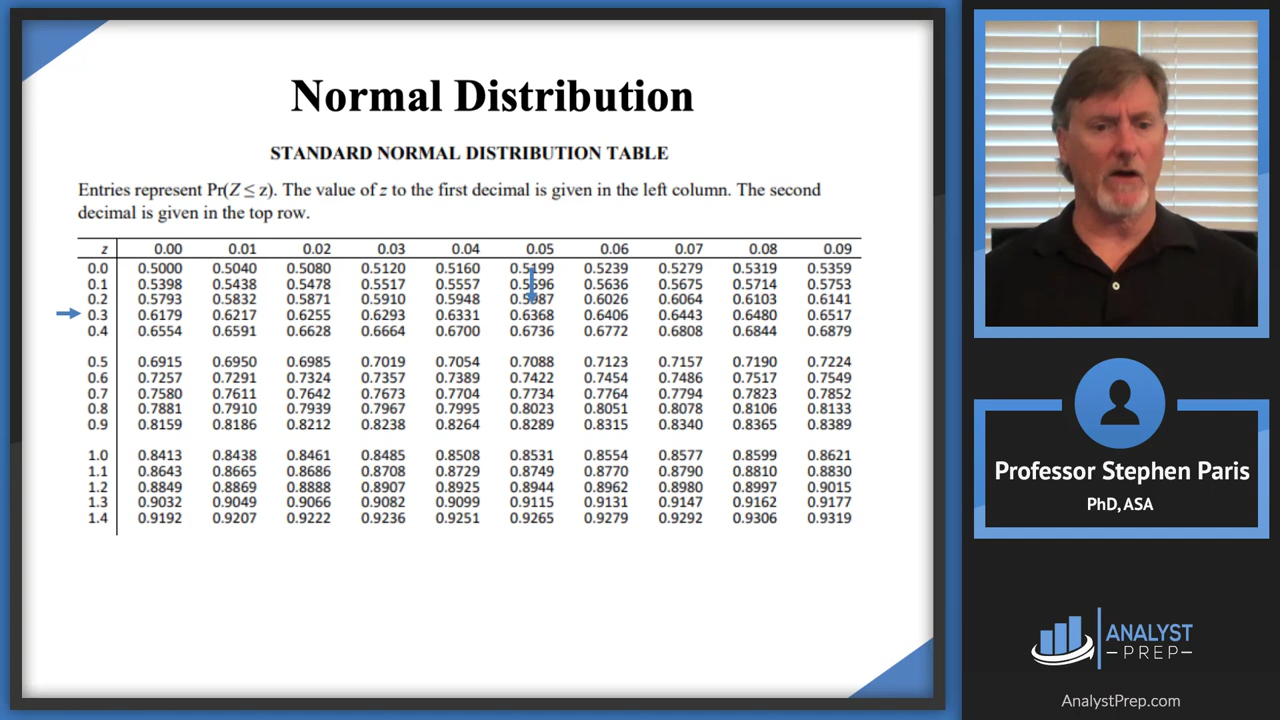 Normal Distribution
STANDARD NORMAL DISTRIBUTION TABLE
Entries represent Pr(Z ≤ z). The value of z to the first decimal is given in the left column. The second
decimal is given in the top row.
z 0.00 0.01 0.02 0.03 0.04 0.05 0.06 0.07 0.08 0.09
0.0 0.5000 0.5040 0.5080 0.5120 0.5160 0.5199 0.5239 0.5279 0.5319 0.5359
0.1 0.5398 0.5438 0.5478 0.5517 0.5557 0.5596 0.5636 0.5675 0.5714 0.5753
0.2 0.5793 0.5832 0.5871 0.5910 0.5948 0.5987 0.6026 0.6064 0.6103 0.6141
0.3 0.6179 0.6217 0.6255 0.6293 0.6331 0.6368 0.6406 0.6443 0.6480 0.6517
0.4 0.6554 0.6591 0.6628 0.6664 0.6700 0.6736 0.6772 0.6808 0.6844 0.6879
0.5 0.6915 0.6950 0.6985 0.7019 0.7054 0.7088 0.7123 0.7157 0.7190 0.7224
0.6 0.7257 0.7291 0.7324 0.7357 0.7389 0.7422 0.7454 0.7486 0.7517 0.7549
0.7 0.7580 0.7611 0.7642 0.7673 0.7704 0.7734 0.7764 0.7794 0.7823 0.7852
0.8 0.7881 0.7910 0.7939 0.7967 0.7995 0.8023 0.8051 0.8078 0.8106 0.8133
0.9 0.8159 0.8186 0.8212 0.8238 0.8264 0.8289 0.8315 0.8340 0.8365 0.8389
1.0 0.8413 0.8438 0.8461 0.8485 0.8508 0.8531 0.8554 0.8577 0.8599 0.8621
1.1 0.8643 0.8665 0.8686 0.8708 0.8729 0.8749 0.8770 0.8790 0.8810 0.8830
1.2 0.8849 0.8869 0.8888 0.8907 0.8925 0.8944 0.8962 0.8980 0.8997 0.9015
1.3 0.9032 0.9049 0.9066 0.9082 0.9099 0.9115 0.9131 0.9147 0.9162 0.9177
1.4 0.9192 0.9207 0.9222 0.9236 0.9251 0.9265 0.9279 0.9292 0.9306 0.9319
Professor Stephen Paris
PhD, ASA
ANALYST
PREP
AnalystPrep.com